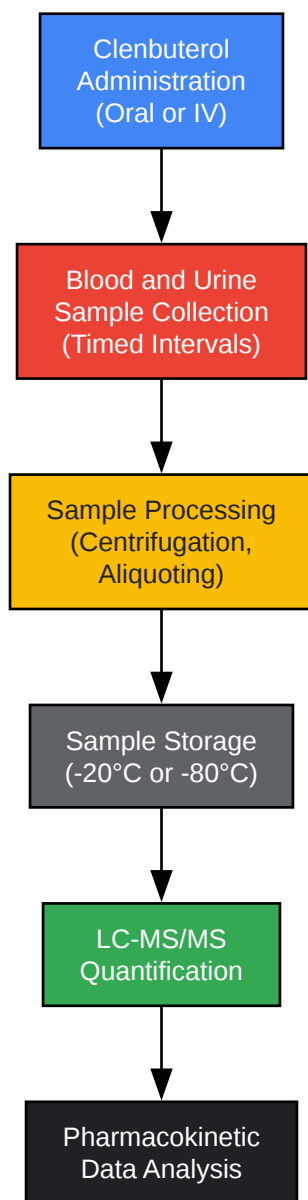 Clenbuterol
Administration
(Oral or IV)
Blood and Urine
Sample Collection
(Timed Intervals)
Sample Processing
(Centrifugation,
Aliquoting)
Sample Storage
(-20°C or -80°C)
LC-MS/MS
Quantification
Pharmacokinetic
Data Analysis